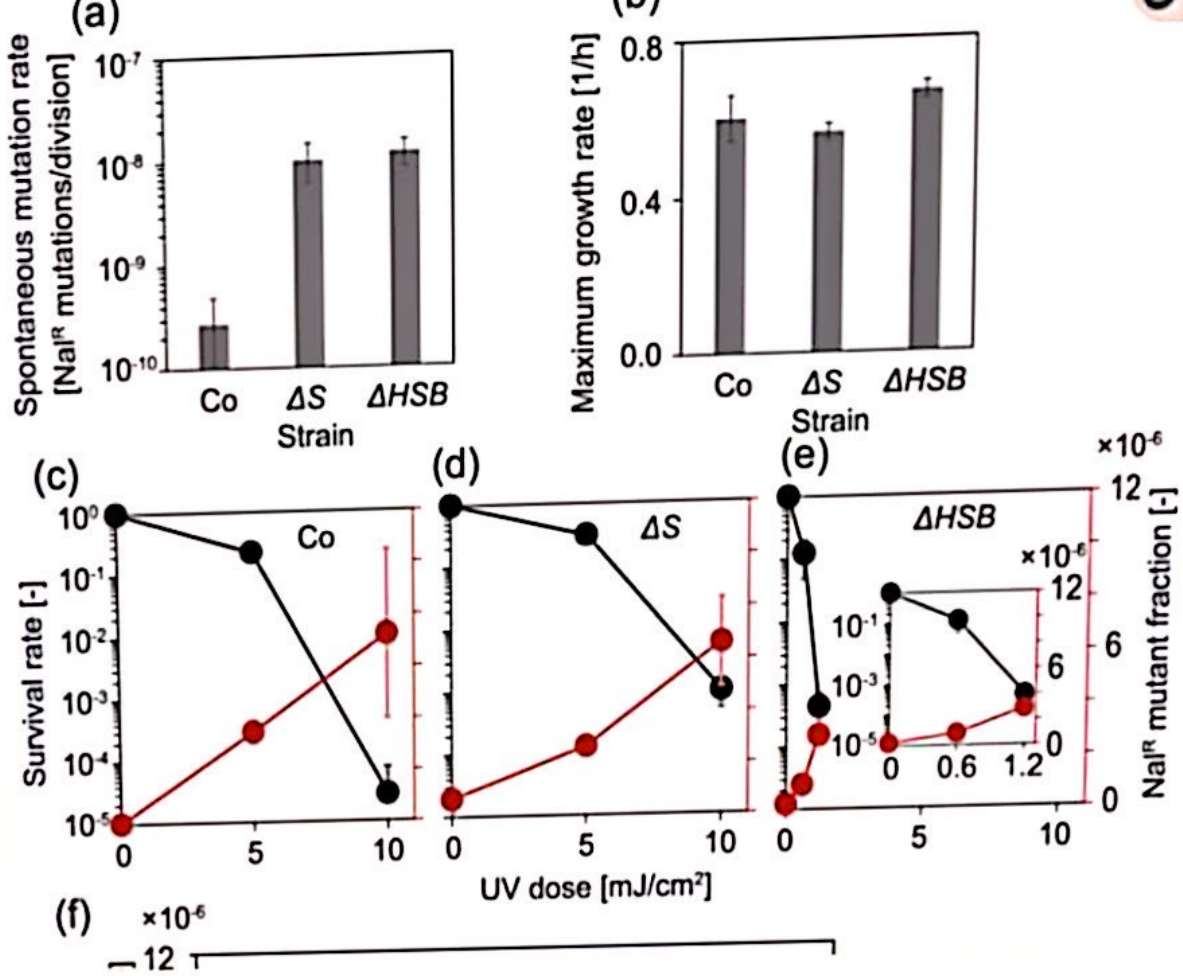 (a)
Spontaneous mutation rate
[Nalᴿ mutations/division]
10⁻⁷
10⁻⁸
10⁻⁹
10⁻¹⁰
Co ΔS ΔHSB
Strain
(b)
Maximum growth rate [1/h]
0.8
0.4
0.0
Co ΔS ΔHSB
Strain
(c)
Survival rate [-]
10⁰
10⁻¹
10⁻²
10⁻³
10⁻⁴
10⁻⁵
Co
0 5 10
(d)
ΔS
0 5 10
UV dose [mJ/cm²]
(e)
×10⁻⁶
ΔHSB
12
6
0
Nalᴿ mutant fraction [-]
×10⁻⁶
10⁻¹
10⁻³
10⁻⁵
12
6
0
0 0.6 1.2
0 5 10
(f)
×10⁻⁶
12